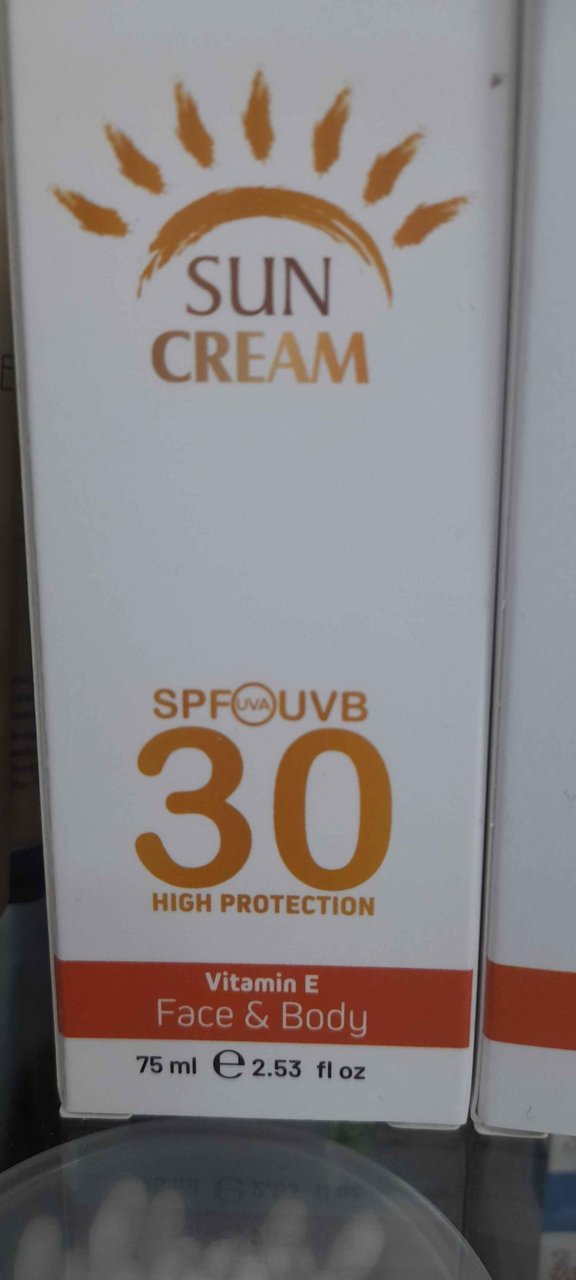 SUN
CREAM
SPF UVA UVB
30
HIGH PROTECTION
Vitamin E
Face & Body
75 ml e 2.53 fl oz